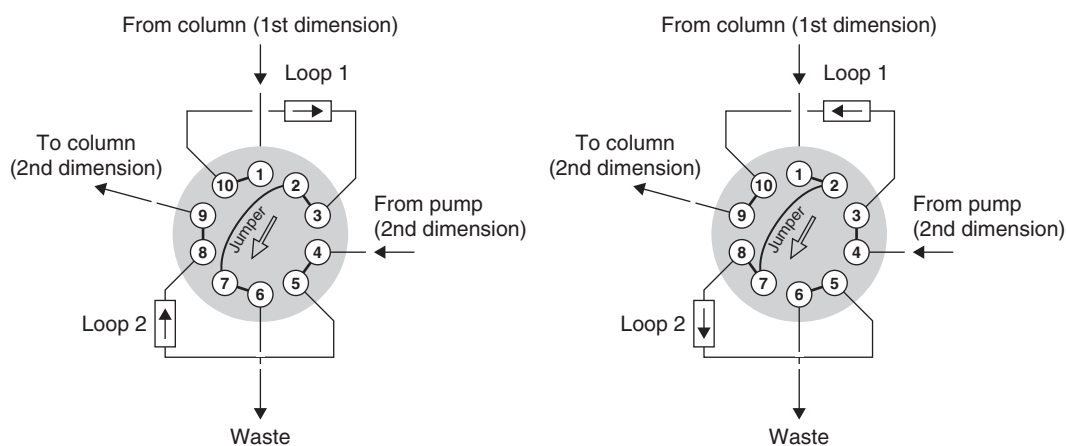 From column (1st dimension)
Loop 1
To column
(2nd dimension)
1
2
3
4
5
6
7
8
9
10
Jumper
From pump
(2nd dimension)
Loop 2
Waste
From column (1st dimension)
Loop 1
To column
(2nd dimension)
1
2
3
4
5
6
7
8
9
10
Jumper
From pump
(2nd dimension)
Loop 2
Waste